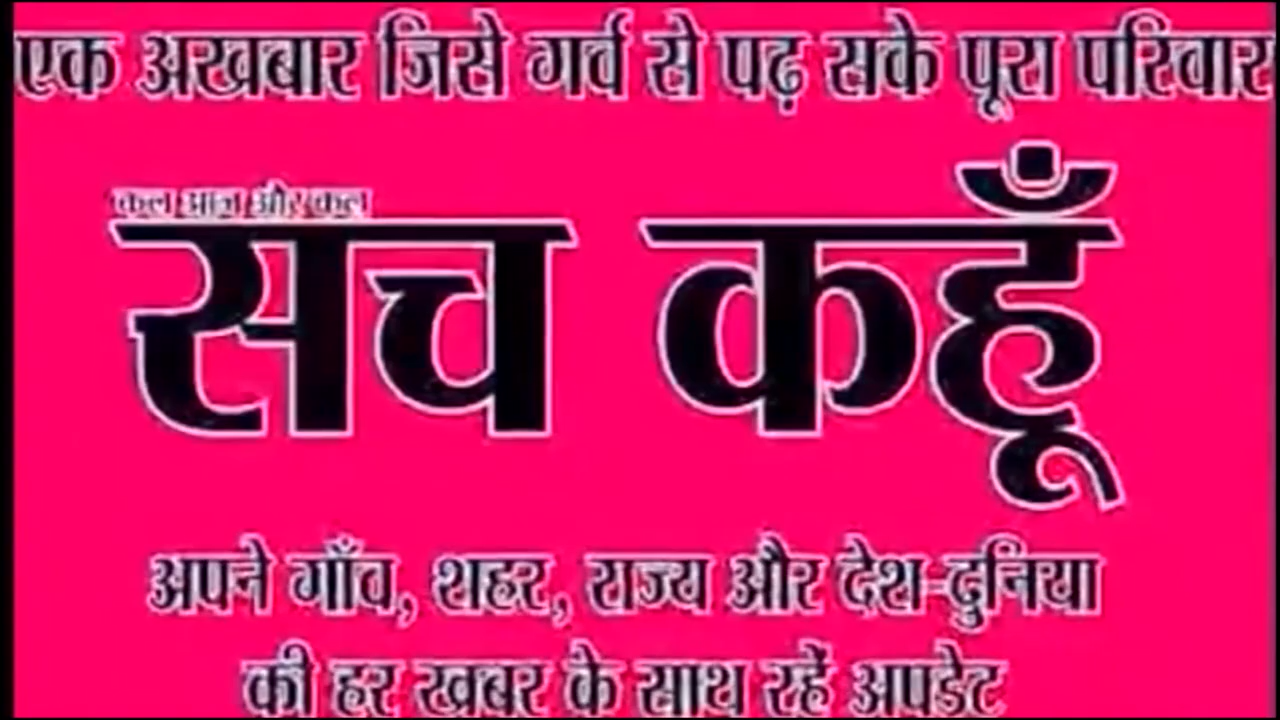 एक अखबार जिसे गर्व से पढ़ सके पूरा परिवार
कल आज और कल
सच कहूँ
अपने गाँव, शहर, राज्य और देश-दुनिया
की हर खबर के साथ रहें अपडेट